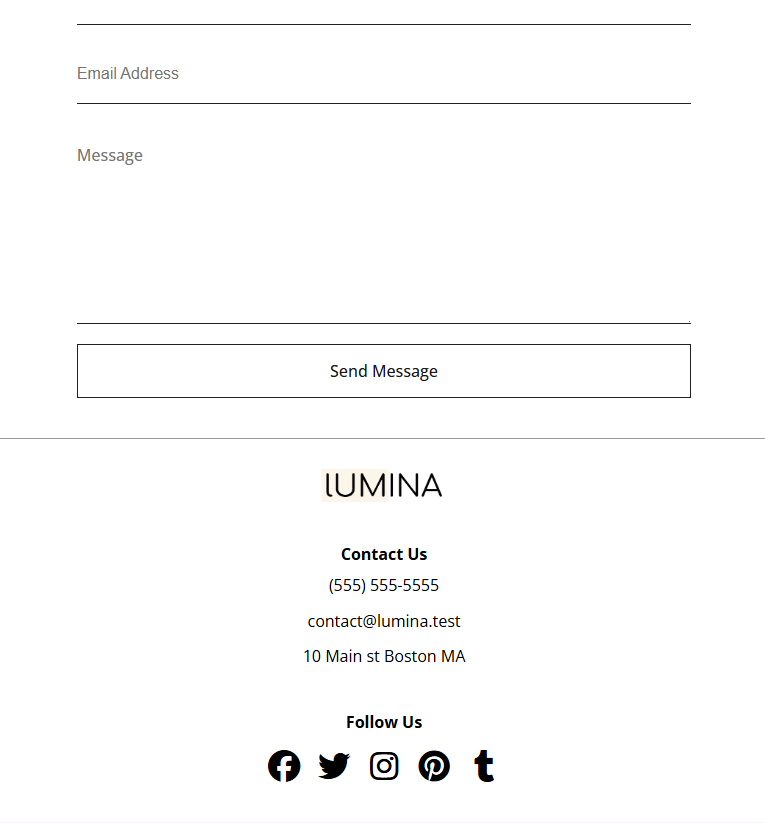 Email Address
Message
Send Message
lUMINA
Contact Us
(555) 555-5555
contact@lumina.test
10 Main st Boston MA
Follow Us